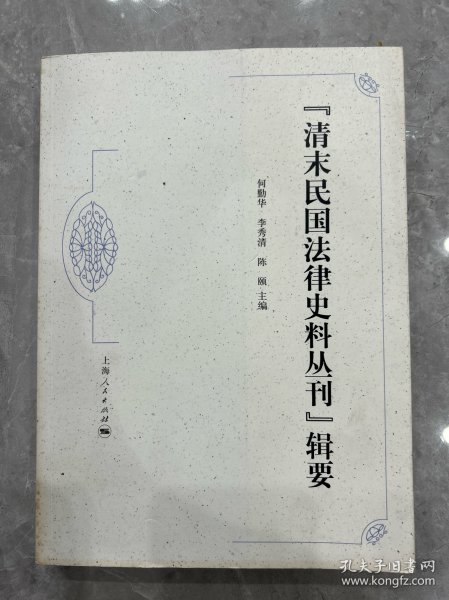 『清末民国法律史料丛刊』辑要
何勤华 李秀清 陈颐 主编
上海人民出版社
孔夫子旧书网
www.kongfz.com